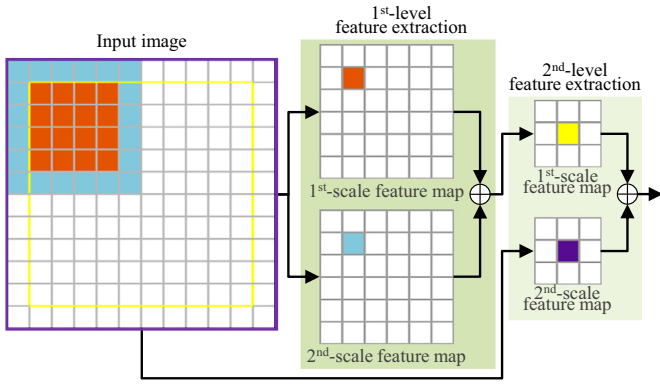 Input image
1st-level
feature extraction
1st-scale feature map
2nd-scale feature map
2nd-level
feature extraction
1st-scale
feature map
2nd-scale
feature map